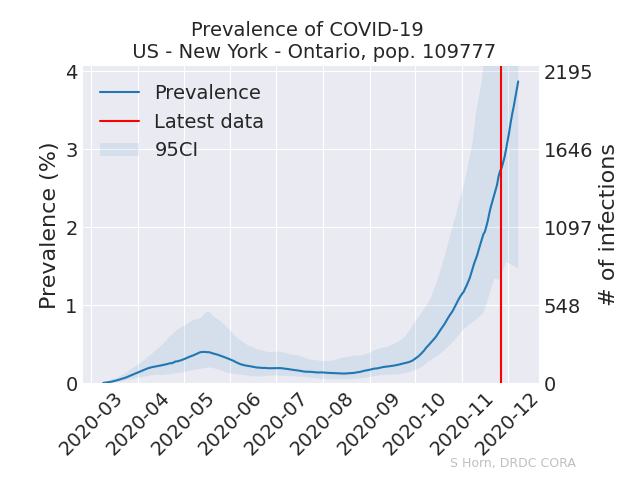 Prevalence of COVID-19
US - New York - Ontario, pop. 109777
Prevalence
Latest data
95CI
Prevalence (%)
4
3
2
1
0
2195
1646
1097
548
0
# of infections
2020-03
2020-04
2020-05
2020-06
2020-07
2020-08
2020-09
2020-10
2020-11
2020-12
S Horn, DRDC CORA